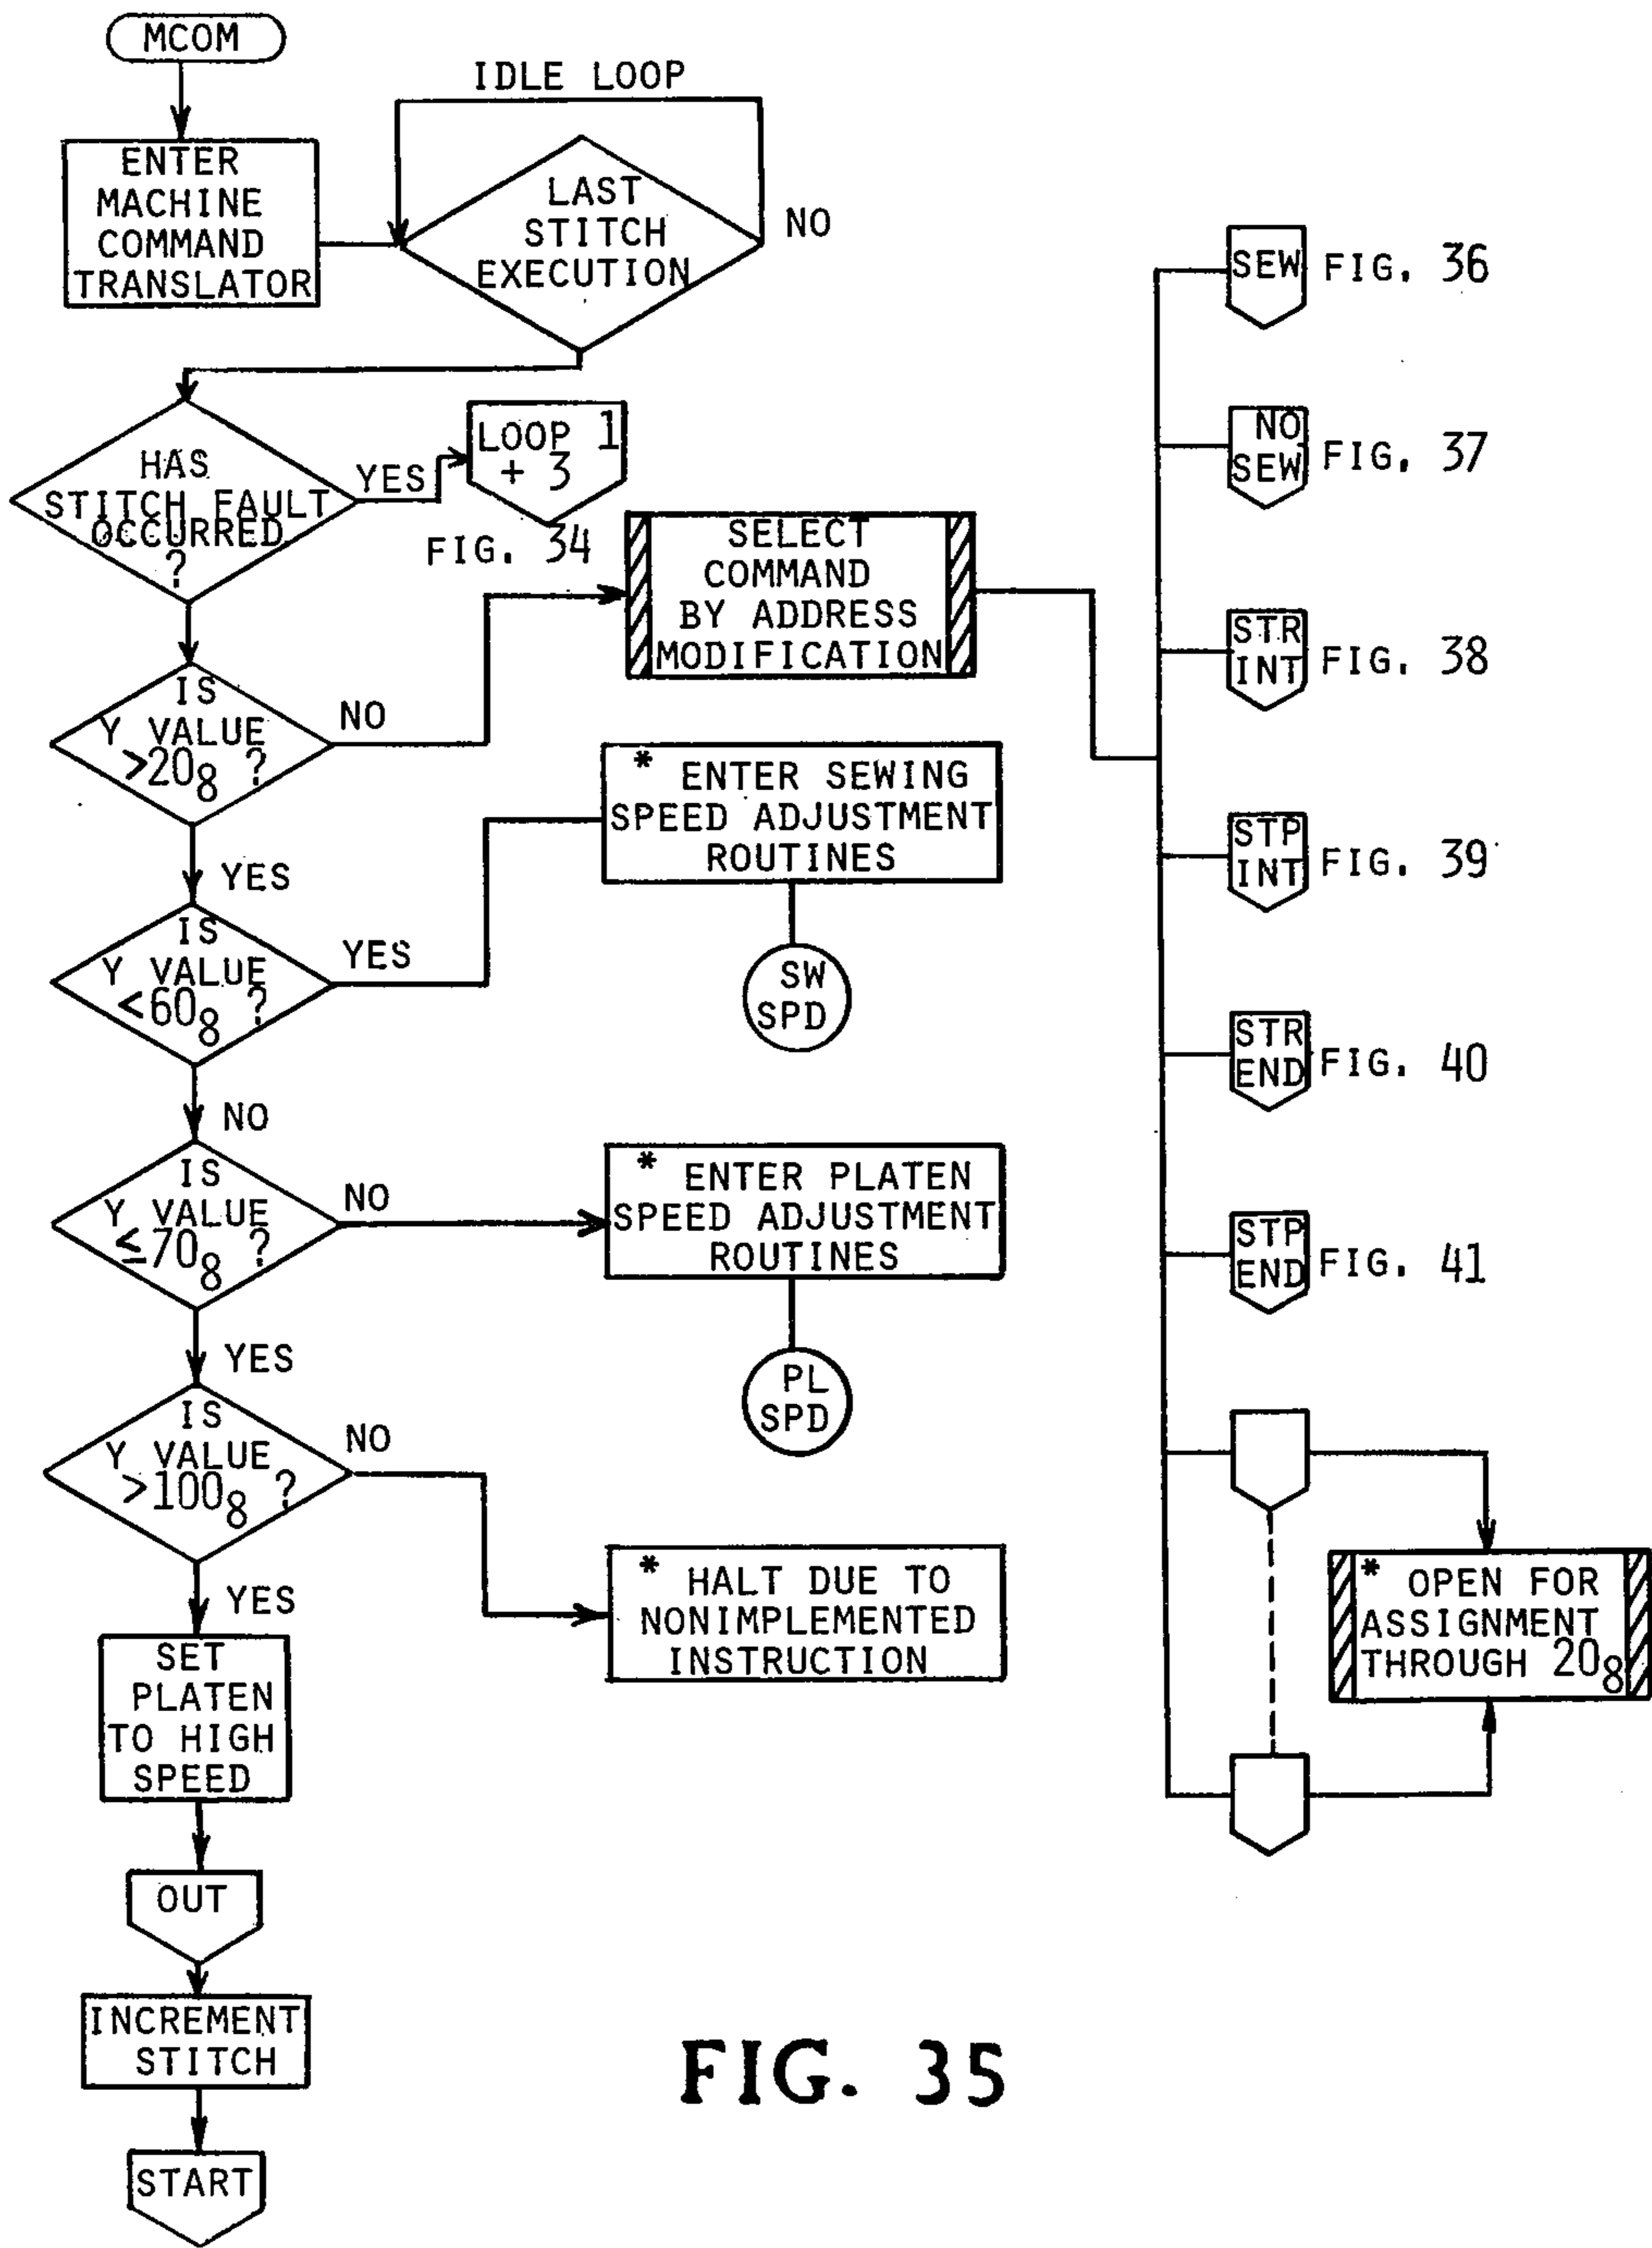 MCOM
IDLE LOOP
ENTER
MACHINE
COMMAND
TRANSLATOR
LAST
STITCH
EXECUTION
NO
HAS
STITCH FAULT
OCCURRED
?
YES
LOOP 1
+ 3
FIG. 34
IS
Y VALUE
>20₈ ?
NO
SELECT
COMMAND
BY ADDRESS
MODIFICATION
YES
IS
Y VALUE
<60₈ ?
YES
* ENTER SEWING
SPEED ADJUSTMENT
ROUTINES
SW
SPD
NO
IS
Y VALUE
≤70₈ ?
NO
* ENTER PLATEN
SPEED ADJUSTMENT
ROUTINES
PL
SPD
YES
IS
Y VALUE
>100₈ ?
NO
* HALT DUE TO
NONIMPLEMENTED
INSTRUCTION
YES
SET
PLATEN
TO HIGH
SPEED
OUT
INCREMENT
STITCH
START
SEW FIG. 36
NO
SEW FIG. 37
STR
INT FIG. 38
STP
INT FIG. 39
STR
END FIG. 40
STP
END FIG. 41
* OPEN FOR
ASSIGNMENT
THROUGH 20₈
FIG. 35